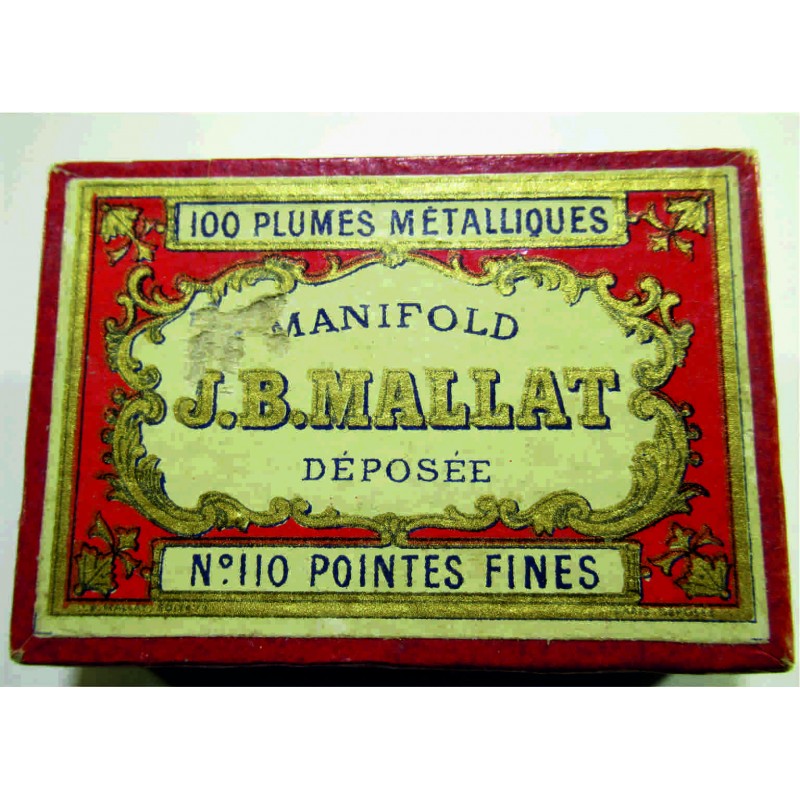 100 PLUMES MÉTALLIQUES
MANIFOLD
J.B.MALLAT
DÉPOSÉE
Nº110 POINTES FINES